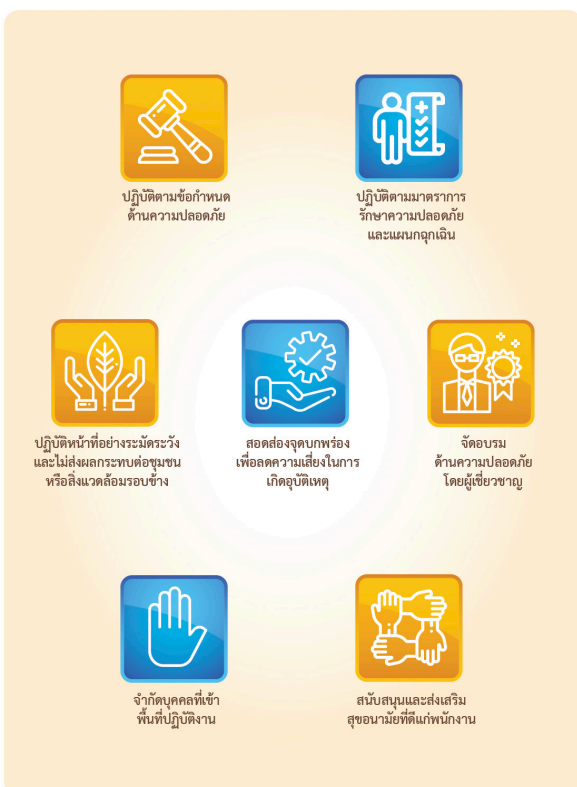 ปฏิบัติตามข้อกำหนด
ด้านความปลอดภัย
ปฏิบัติตามมาตราการ
รักษาความปลอดภัย
และแผนกฉุกเฉิน
ปฏิบัติหน้าที่อย่างระมัดระวัง
และไม่ส่งผลกระทบต่อชุมชน
หรือสิ่งแวดล้อมรอบข้าง
สอดส่องจุดบกพร่อง
เพื่อลดความเสี่ยงในการ
เกิดอุบัติเหตุ
จัดอบรม
ด้านความปลอดภัย
โดยผู้เชี่ยวชาญ
จำกัดบุคคลที่เข้า
พื้นที่ปฏิบัติงาน
สนับสนุนและส่งเสริม
สุขอนามัยที่ดีแก่พนักงาน